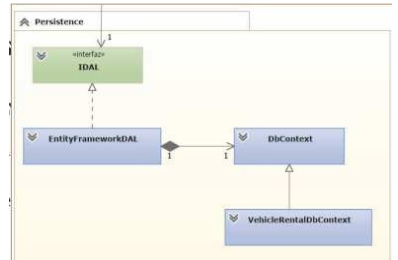 Persistence
1
«interfaz»
IDAL
EntityFrameworkDAL
DbContext
1
1
VehicleRentalDbContext